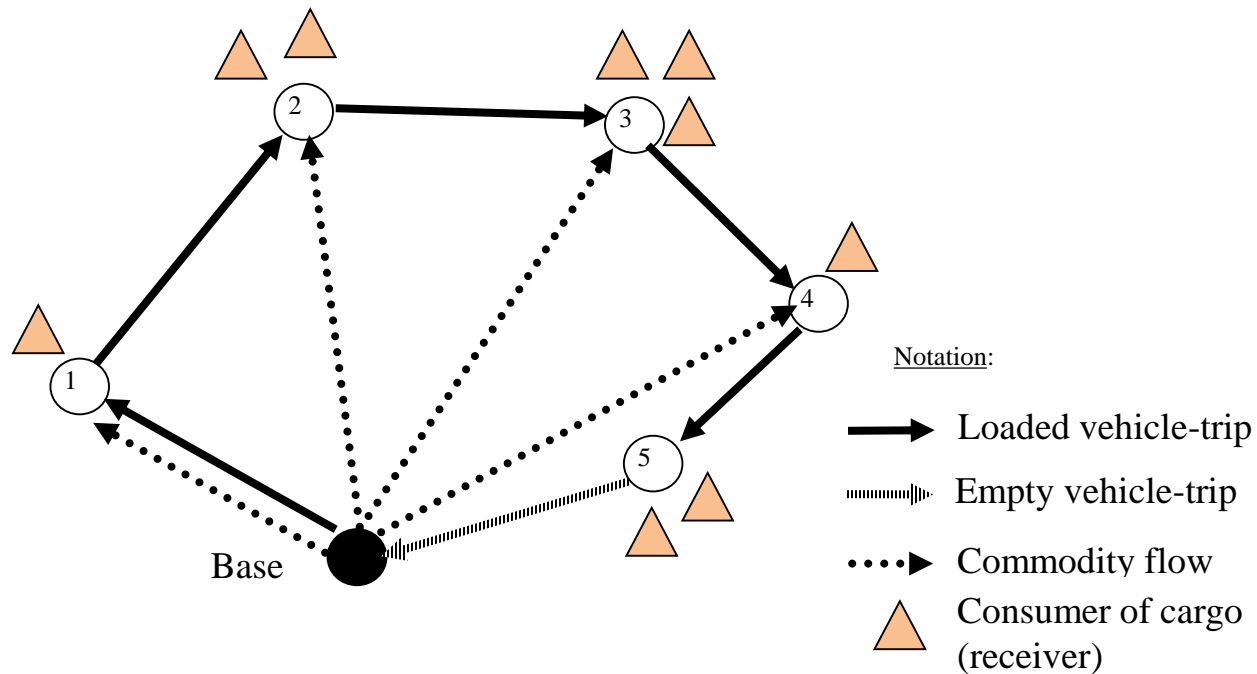 2
3
4
Notation:
1
Loaded vehicle-trip
5
Empty vehicle-trip
Base
Commodity flow
Consumer of cargo
(receiver)